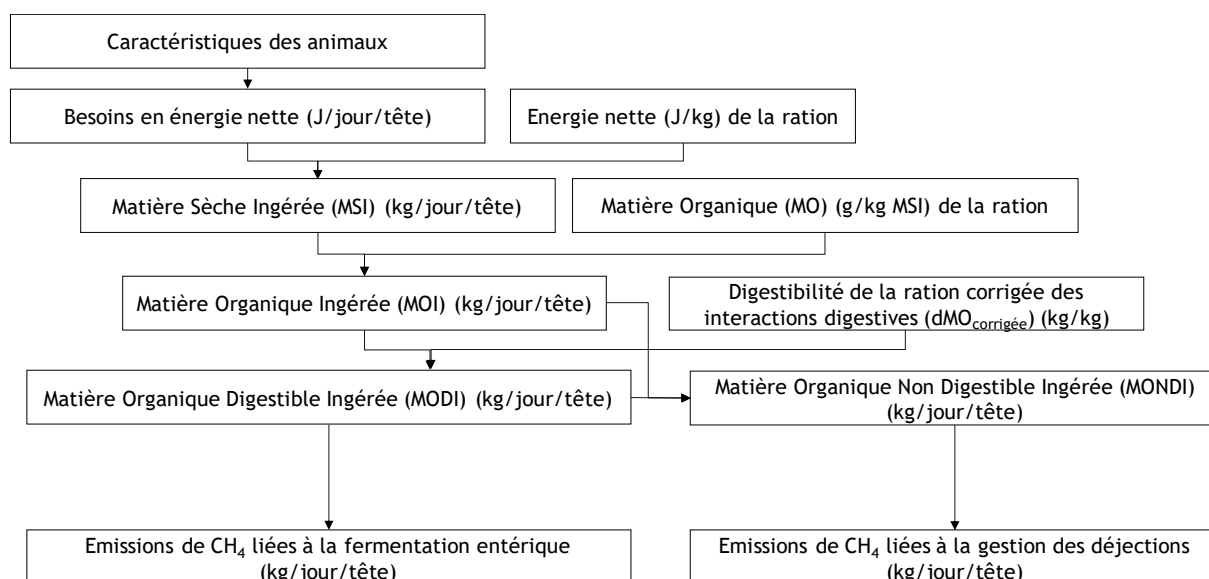 Caractéristiques des animaux
Besoins en énergie nette (J/jour/tête)
Energie nette (J/kg) de la ration
Matière Sèche Ingérée (MSI) (kg/jour/tête)
Matière Organique (MO) (g/kg MSI) de la ration
Matière Organique Ingérée (MOI) (kg/jour/tête)
Digestibilité de la ration corrigée des
interactions digestives (dMOcorrigée) (kg/kg)
Matière Organique Digestible Ingérée (MODI) (kg/jour/tête)
Matière Organique Non Digestible Ingérée (MONDI)
(kg/jour/tête)
Emissions de CH₄ liées à la fermentation entérique
(kg/jour/tête)
Emissions de CH₄ liées à la gestion des déjections
(kg/jour/tête)